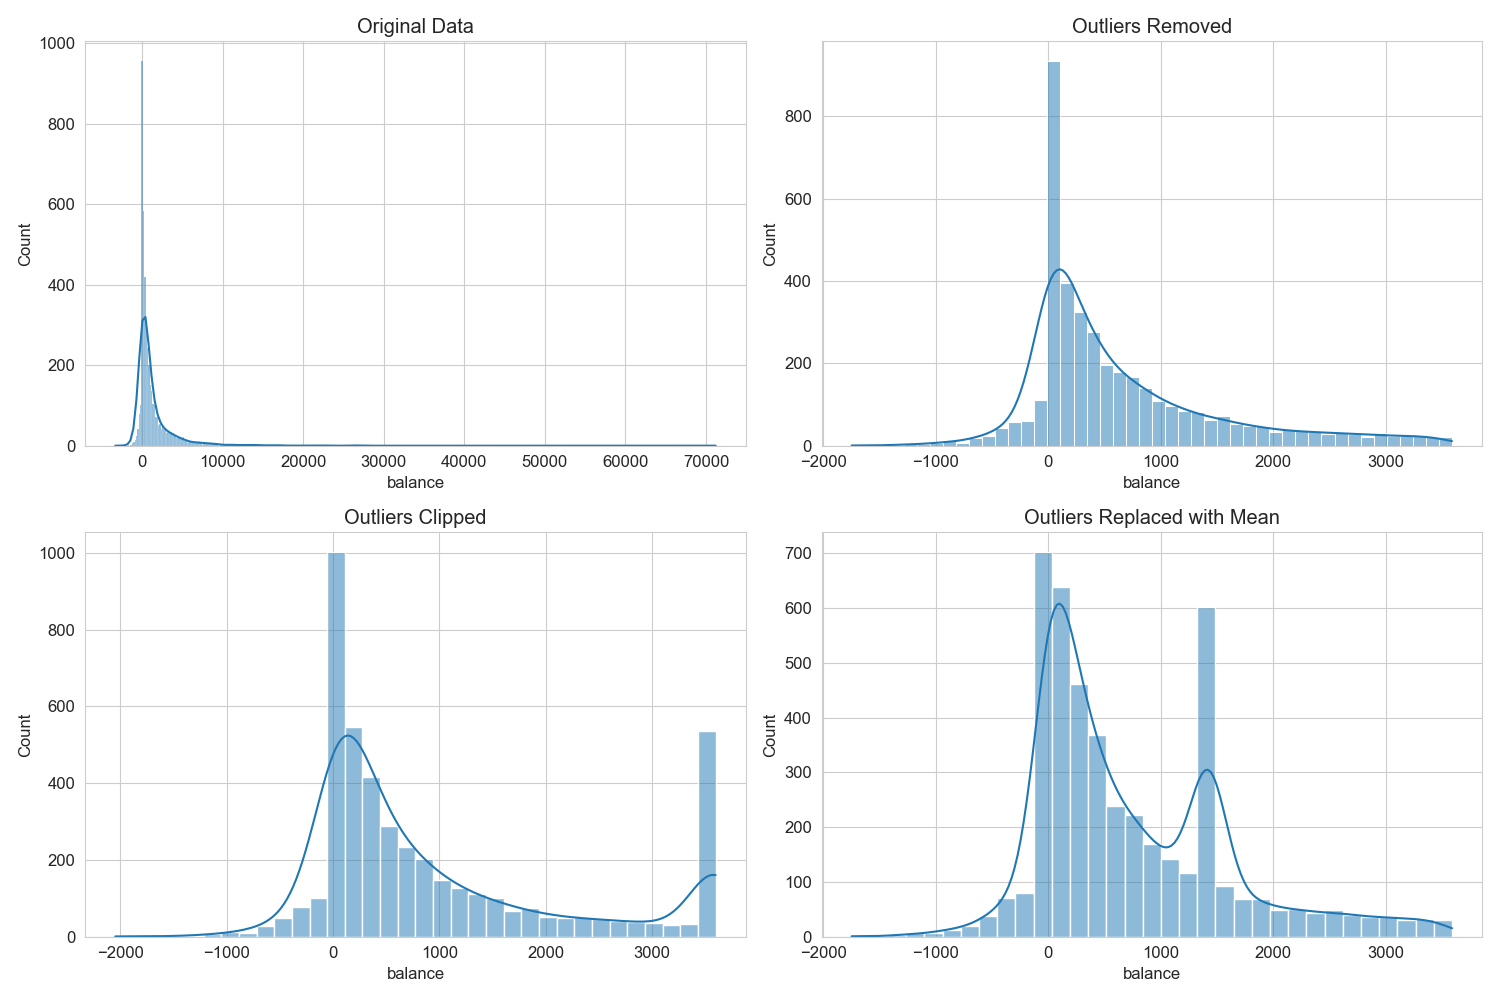 Original Data
1000
800
600
400
200
0
Count
0 10000 20000 30000 40000 50000 60000 70000
balance
Outliers Removed
800
600
400
200
0
Count
−2000 −1000 0 1000 2000 3000
balance
Outliers Clipped
1000
800
600
400
200
0
Count
−2000 −1000 0 1000 2000 3000
balance
Outliers Replaced with Mean
700
600
500
400
300
200
100
0
Count
−2000 −1000 0 1000 2000 3000
balance